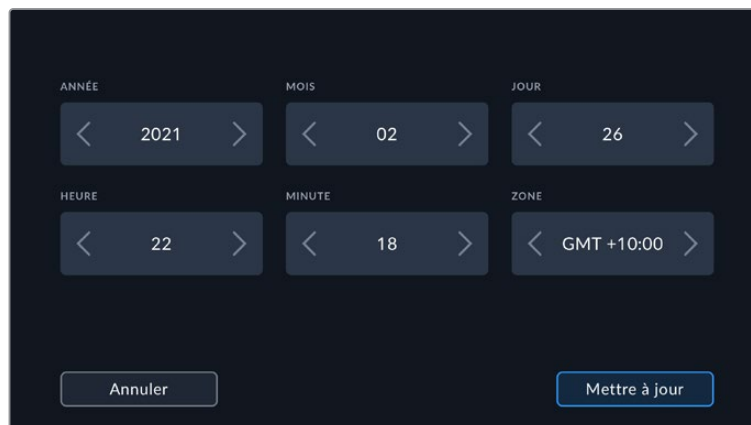 ANNÉE MOIS JOUR
2021 02 26
HEURE MINUTE ZONE
22 18 GMT +10:00
Annuler Mettre à jour